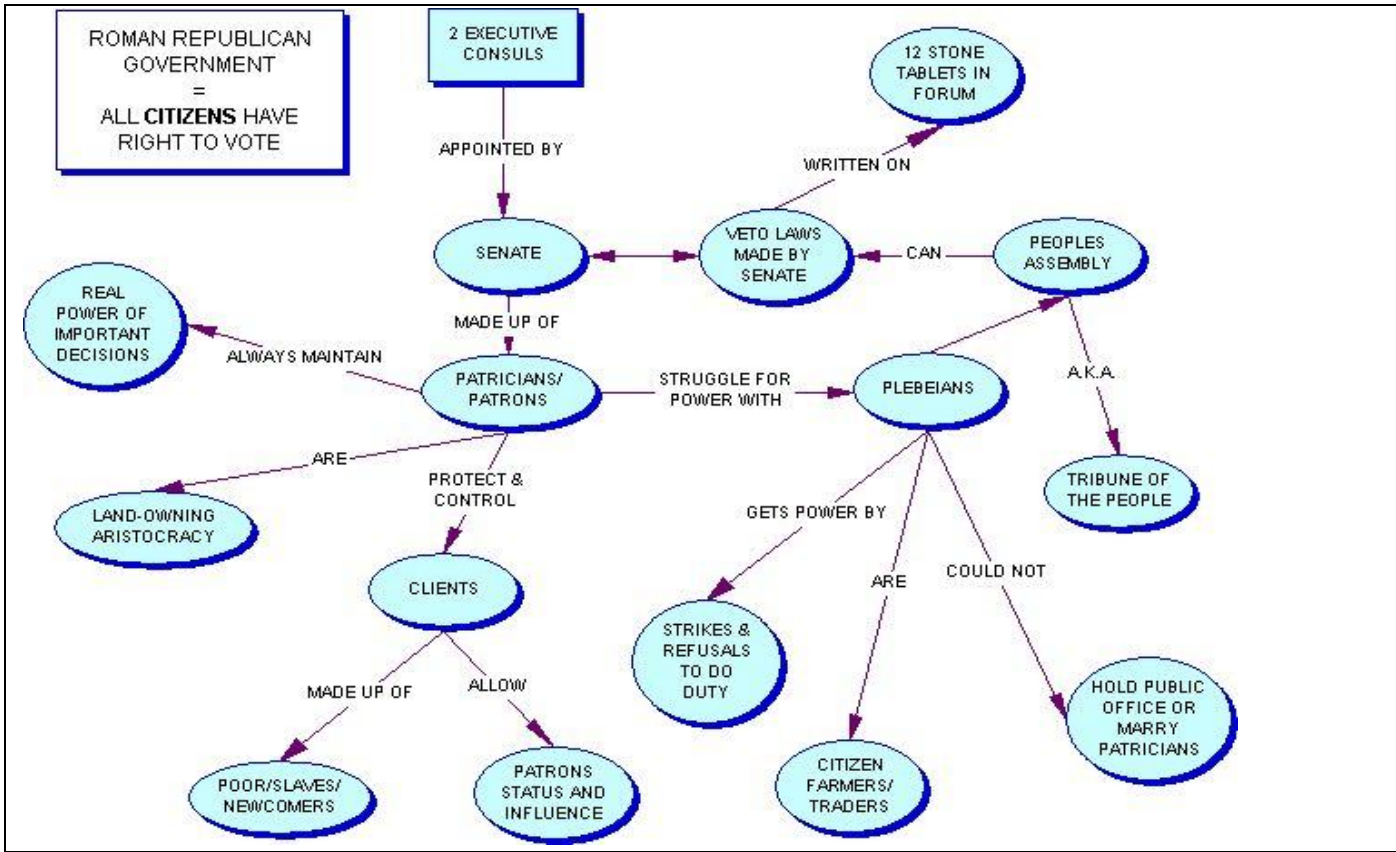 ROMAN REPUBLICAN
GOVERNMENT
=
ALL CITIZENS HAVE
RIGHT TO VOTE
2 EXECUTIVE
CONSULS
12 STONE
TABLETS IN
FORUM
APPOINTED BY
WRITTEN ON
SENATE
VETO LAWS
MADE BY
SENATE
CAN
PEOPLES
ASSEMBLY
REAL
POWER OF
IMPORTANT
DECISIONS
MADE UP OF
ALWAYS MAINTAIN
PATRICIANS/
PATRONS
STRUGGLE FOR
POWER WITH
PLEBEIANS
A.K.A.
ARE
PROTECT &
CONTROL
LAND-OWNING
ARISTOCRACY
GETS POWER BY
TRIBUNE OF
THE PEOPLE
CLIENTS
ARE
COULD NOT
STRIKES &
REFUSALS
TO DO
DUTY
MADE UP OF
ALLOW
HOLD PUBLIC
OFFICE OR
MARRY
PATRICIANS
POOR/SLAVES/
NEWCOMERS
PATRONS
STATUS AND
INFLUENCE
CITIZEN
FARMERS/
TRADERS